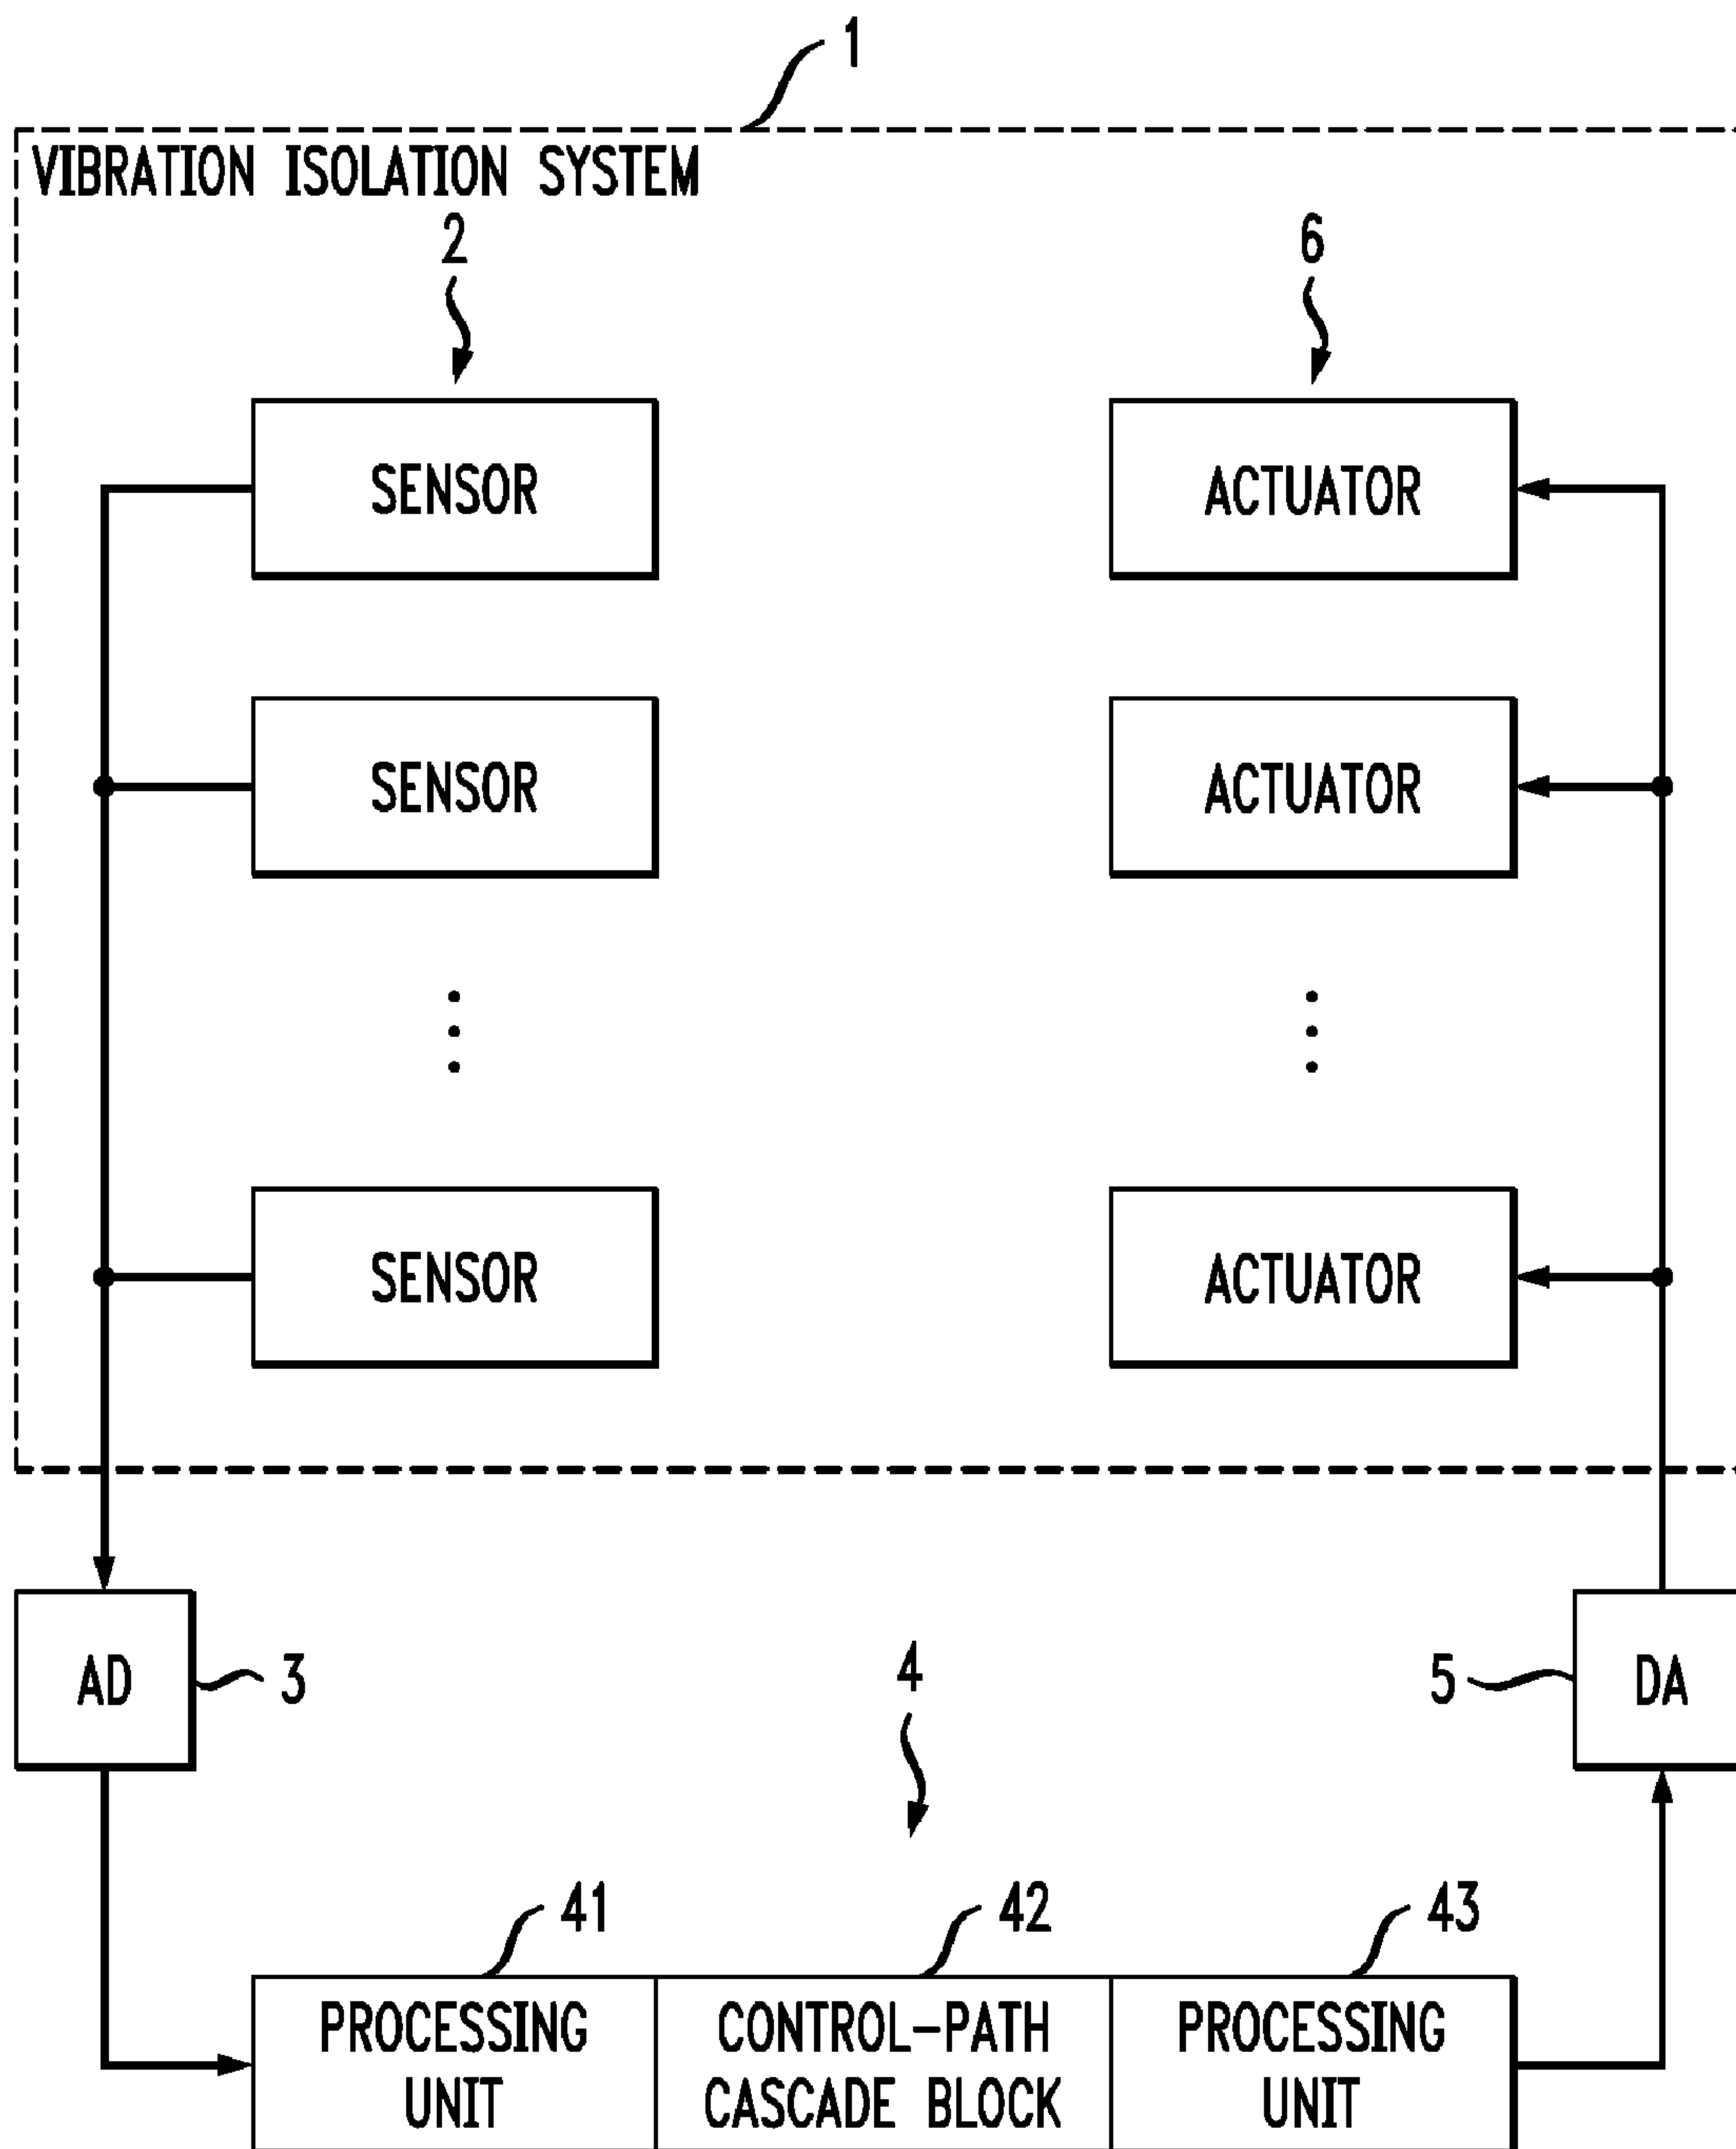 1
VIBRATION ISOLATION SYSTEM
2
6
SENSOR
ACTUATOR
SENSOR
ACTUATOR
SENSOR
ACTUATOR
AD
3
4
5
DA
41
42
43
PROCESSING
UNIT
CONTROL-PATH
CASCADE BLOCK
PROCESSING
UNIT